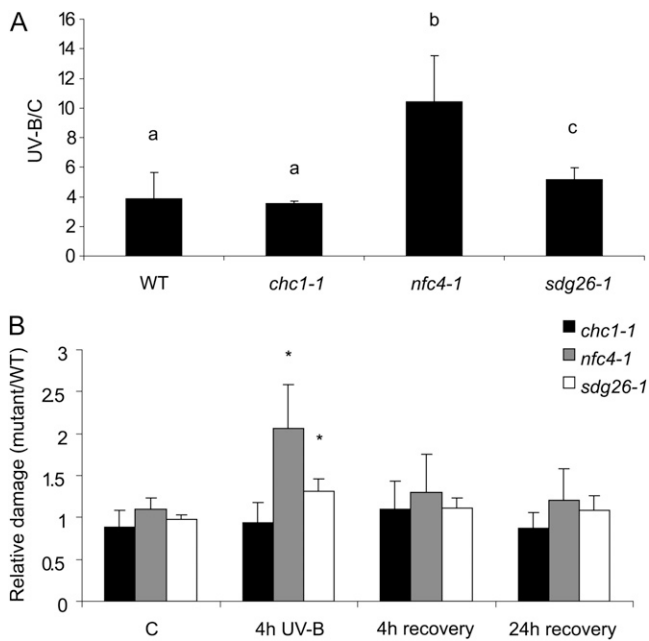 A
UV-B/C
16
14
12
10
8
6
4
2
0
a
a
b
c
WT
chc1-1
nfc4-1
sdg26-1
B
chc1-1
nfc4-1
sdg26-1
Relative damage (mutant/WT)
3
2.5
2
1.5
1
0.5
0
*
*
C
4h UV-B
4h recovery
24h recovery